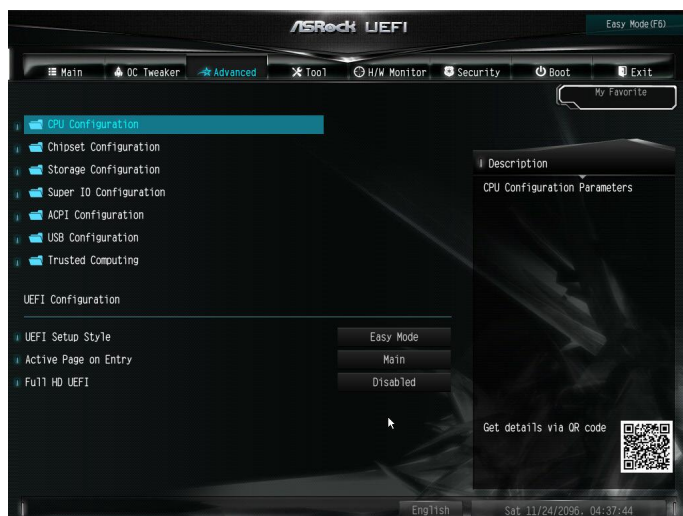 ASRock UEFI
Easy Mode(F6)
Main
OC Tweaker
Advanced
Tool
H/W Monitor
Security
Boot
Exit
My Favorite
CPU Configuration
Chipset Configuration
Storage Configuration
Super IO Configuration
ACPI Configuration
USB Configuration
Trusted Computing
Description
CPU Configuration Parameters
UEFI Configuration
UEFI Setup Style Easy Mode
Active Page on Entry Main
Full HD UEFI Disabled
Get details via QR code
English
Sat 11/24/2096. 04:37:44